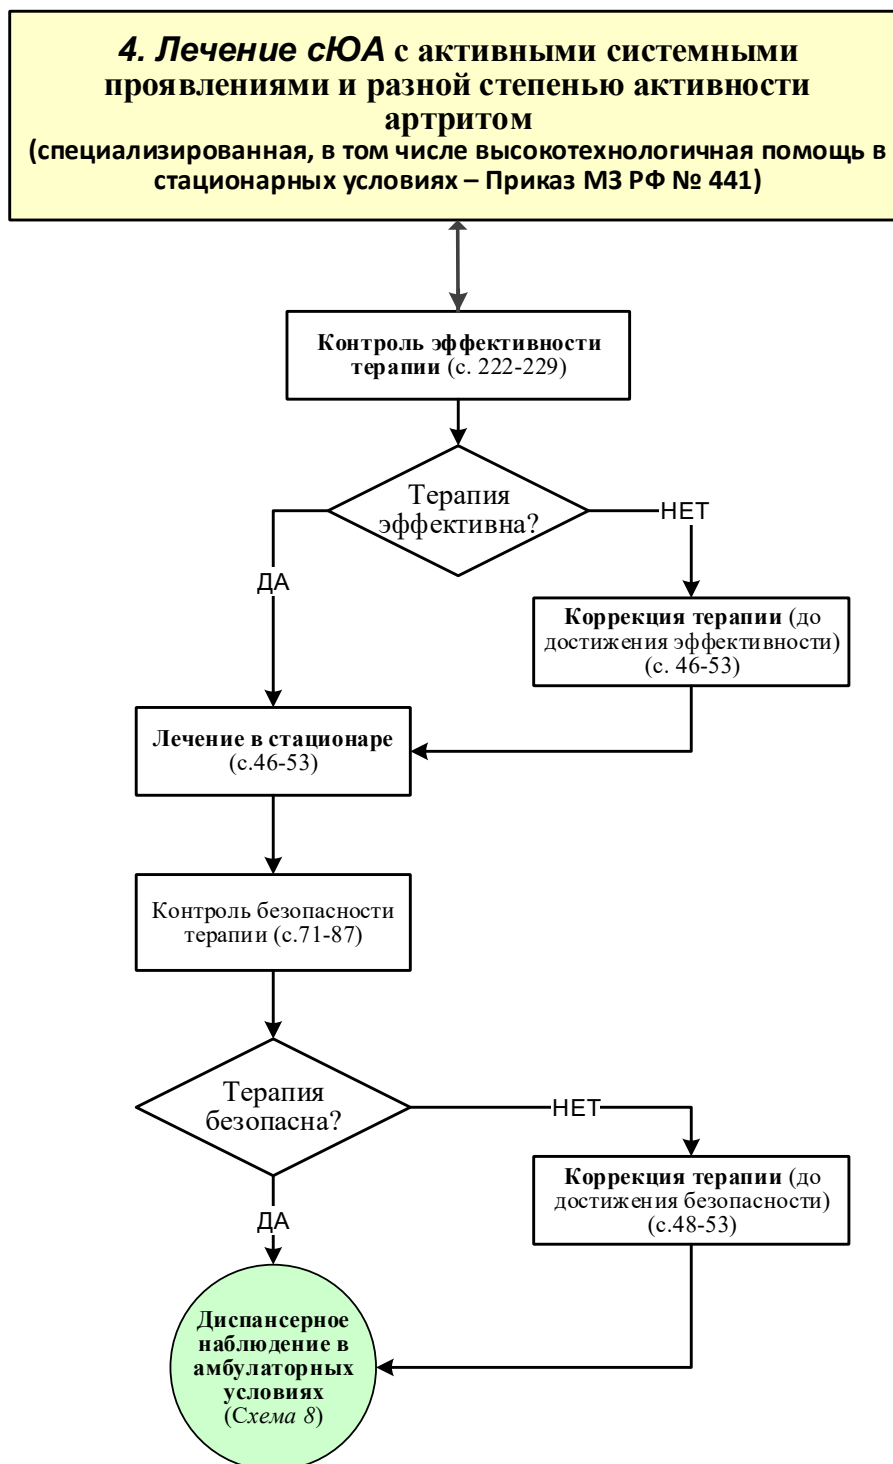 4. Лечение сЮА с активными системными
проявлениями и разной степенью активности
артритом
(специализированная, в том числе высокотехнологичная помощь в
стационарных условиях – Приказ МЗ РФ № 441)
Контроль эффективности
терапии (с. 222-229)
Терапия
эффективна?
НЕТ
ДА
Коррекция терапии (до
достижения эффективности)
(с. 46-53)
Лечение в стационаре
(с.46-53)
Контроль безопасности
терапии (с.71-87)
Терапия
безопасна?
НЕТ
ДА
Коррекция терапии (до
достижения безопасности)
(с.48-53)
Диспансерное
наблюдение в
амбулаторных
условиях
(Схема 8)